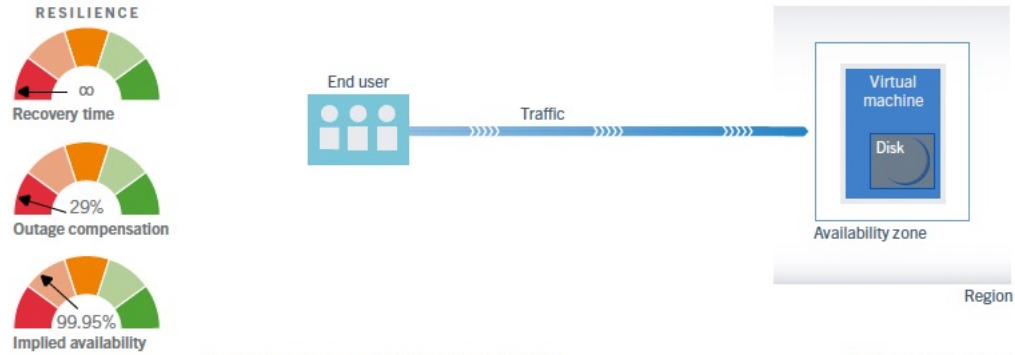 RESILIENCE
∞
Recovery time
29%
Outage compensation
99.95%
Implied availability
End user
Traffic
Virtual
machine
Disk
Availability zone
Region